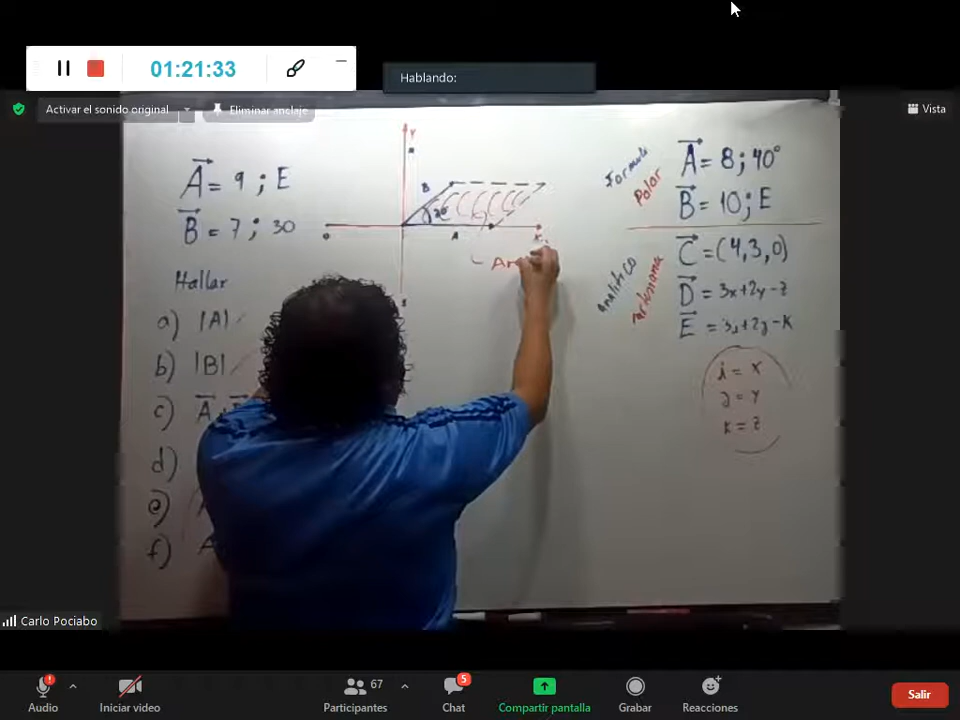 01:21:33
Hablando:
Activar el sonido original
Eliminar anclaje
Vista
A = 9 ; E
B = 7 ; 30
Hallar
a) |A|
b) |B|
c) A
d)
e)
f) A
Y
B
30
A
Formula
Polar
A = 8 ; 40°
B = 10 ; E
Analitico
cartesiana
C = (4, 3, 0)
D = 3x+2y-z
E = 3i+2j-K
i = x
j = y
k = z
Carlo Pociabo
Audio
Iniciar video
67
Participantes
5
Chat
Compartir pantalla
Grabar
Reacciones
Salir